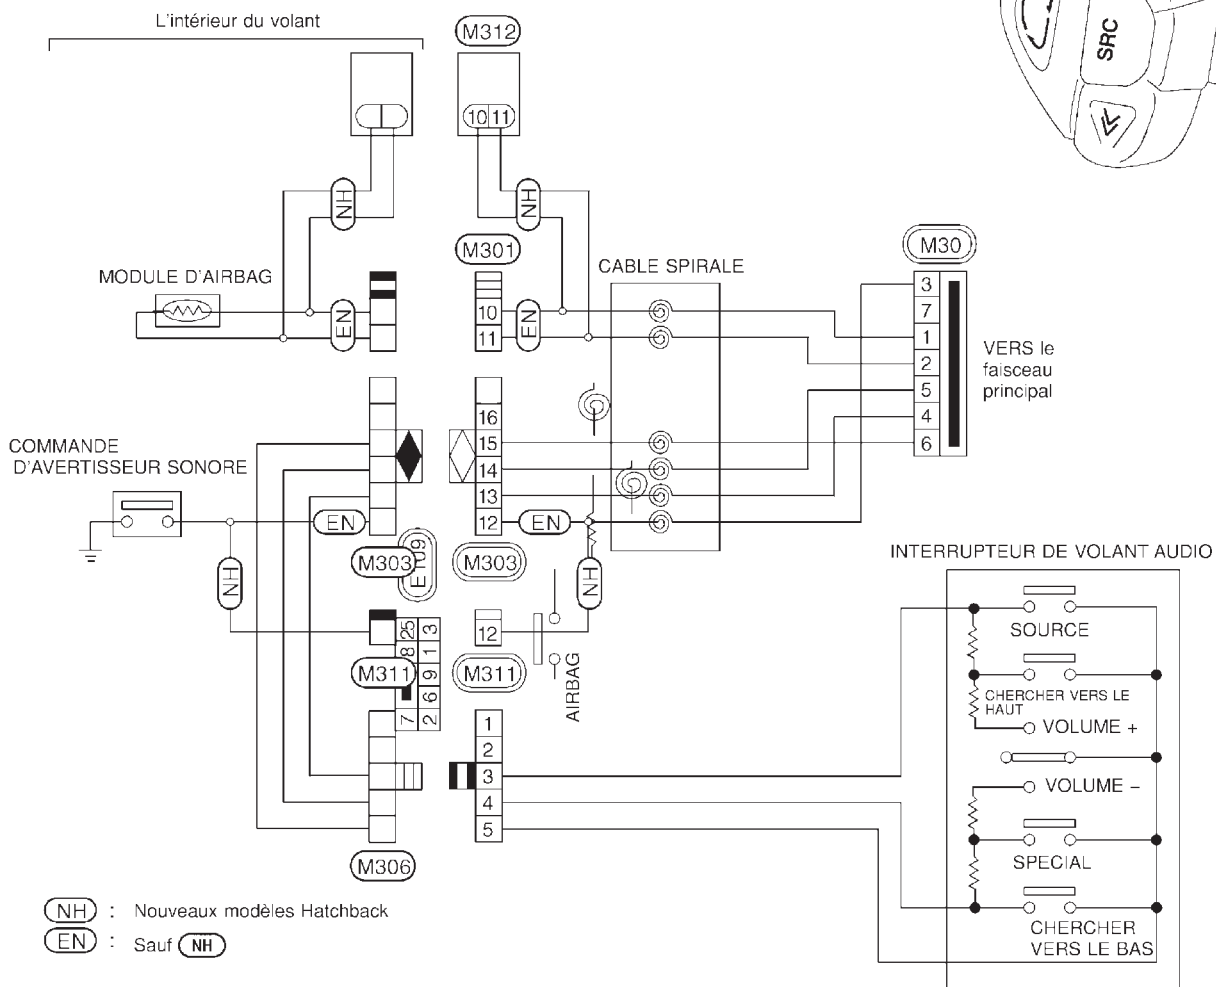 L'intérieur du volant
M312
SRC
10 11
NH
NH
M301
M30
MODULE D'AIRBAG
CABLE SPIRALE
3
7
1
2
5
4
6
10
11
EN
EN
VERS le
faisceau
principal
16
15
14
13
12
COMMANDE
D'AVERTISSEUR SONORE
EN
EN
M303
E109
M303
NH
NH
INTERRUPTEUR DE VOLANT AUDIO
12
25 3
8 1
9
6
7 2
M311
M311
AIRBAG
SOURCE
CHERCHER VERS LE
HAUT
VOLUME +
VOLUME –
SPECIAL
CHERCHER
VERS LE BAS
1
2
3
4
5
M306
NH : Nouveaux modèles Hatchback
EN : Sauf NH